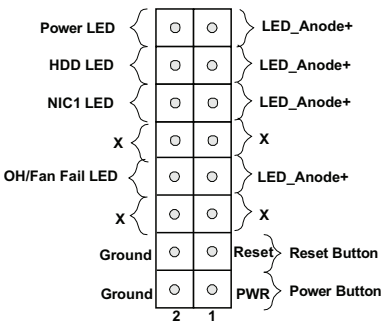 Power LED LED_Anode+
HDD LED LED_Anode+
NIC1 LED LED_Anode+
X X
OH/Fan Fail LED LED_Anode+
X X
Ground Reset Reset Button
Ground PWR Power Button
2 1